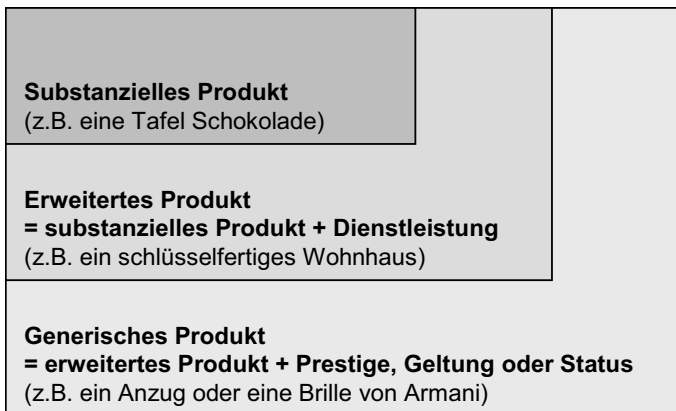 Substanzielles Produkt
(z.B. eine Tafel Schokolade)
Erweitertes Produkt
= substanzielles Produkt + Dienstleistung
(z.B. ein schlüsselfertiges Wohnhaus)
Generisches Produkt
= erweitertes Produkt + Prestige, Geltung oder Status
(z.B. ein Anzug oder eine Brille von Armani)